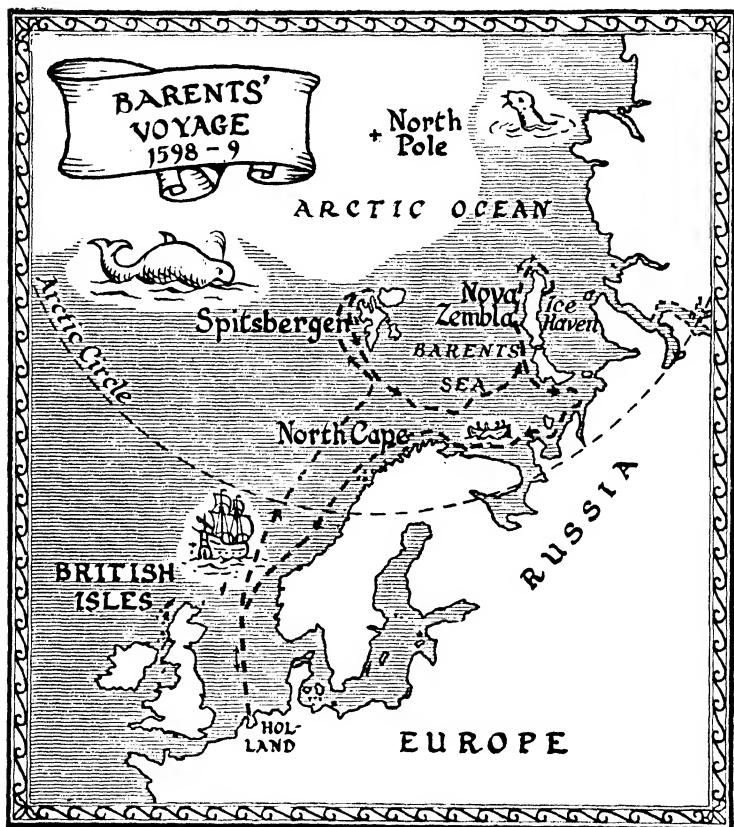 BARENTS'
VOYAGE
1598-9
+ North
Pole
ARCTIC OCEAN
Arctic Circle
Spitsbergen
Nova
Zembla
Ice
Haven
BARENTS
SEA
North Cape
RUSSIA
BRITISH
ISLES
HOL-
LAND
EUROPE